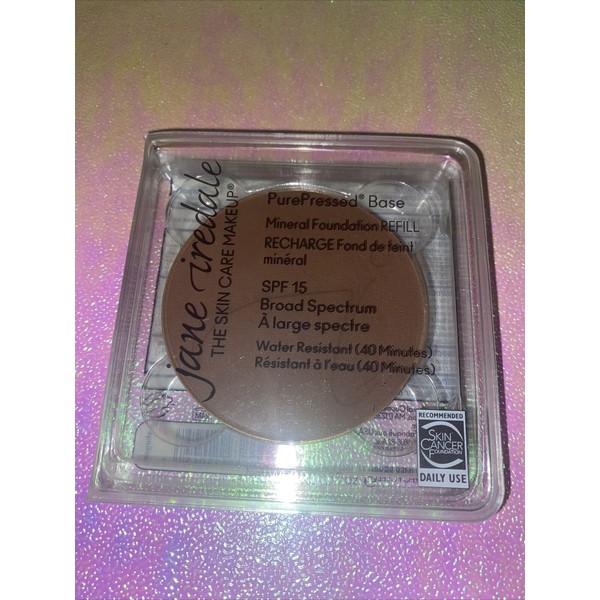 jane iredale
THE SKIN CARE MAKEUP®
PurePressed® Base
Mineral Foundation REFILL
RECHARGE Fond de teint
minéral
SPF 15
Broad Spectrum
À large spectre
Water Resistant (40 Minutes)
Résistant à l'eau (40 Minutes)
RECOMMENDED
SKIN
CANCER
FOUNDATION
DAILY USE